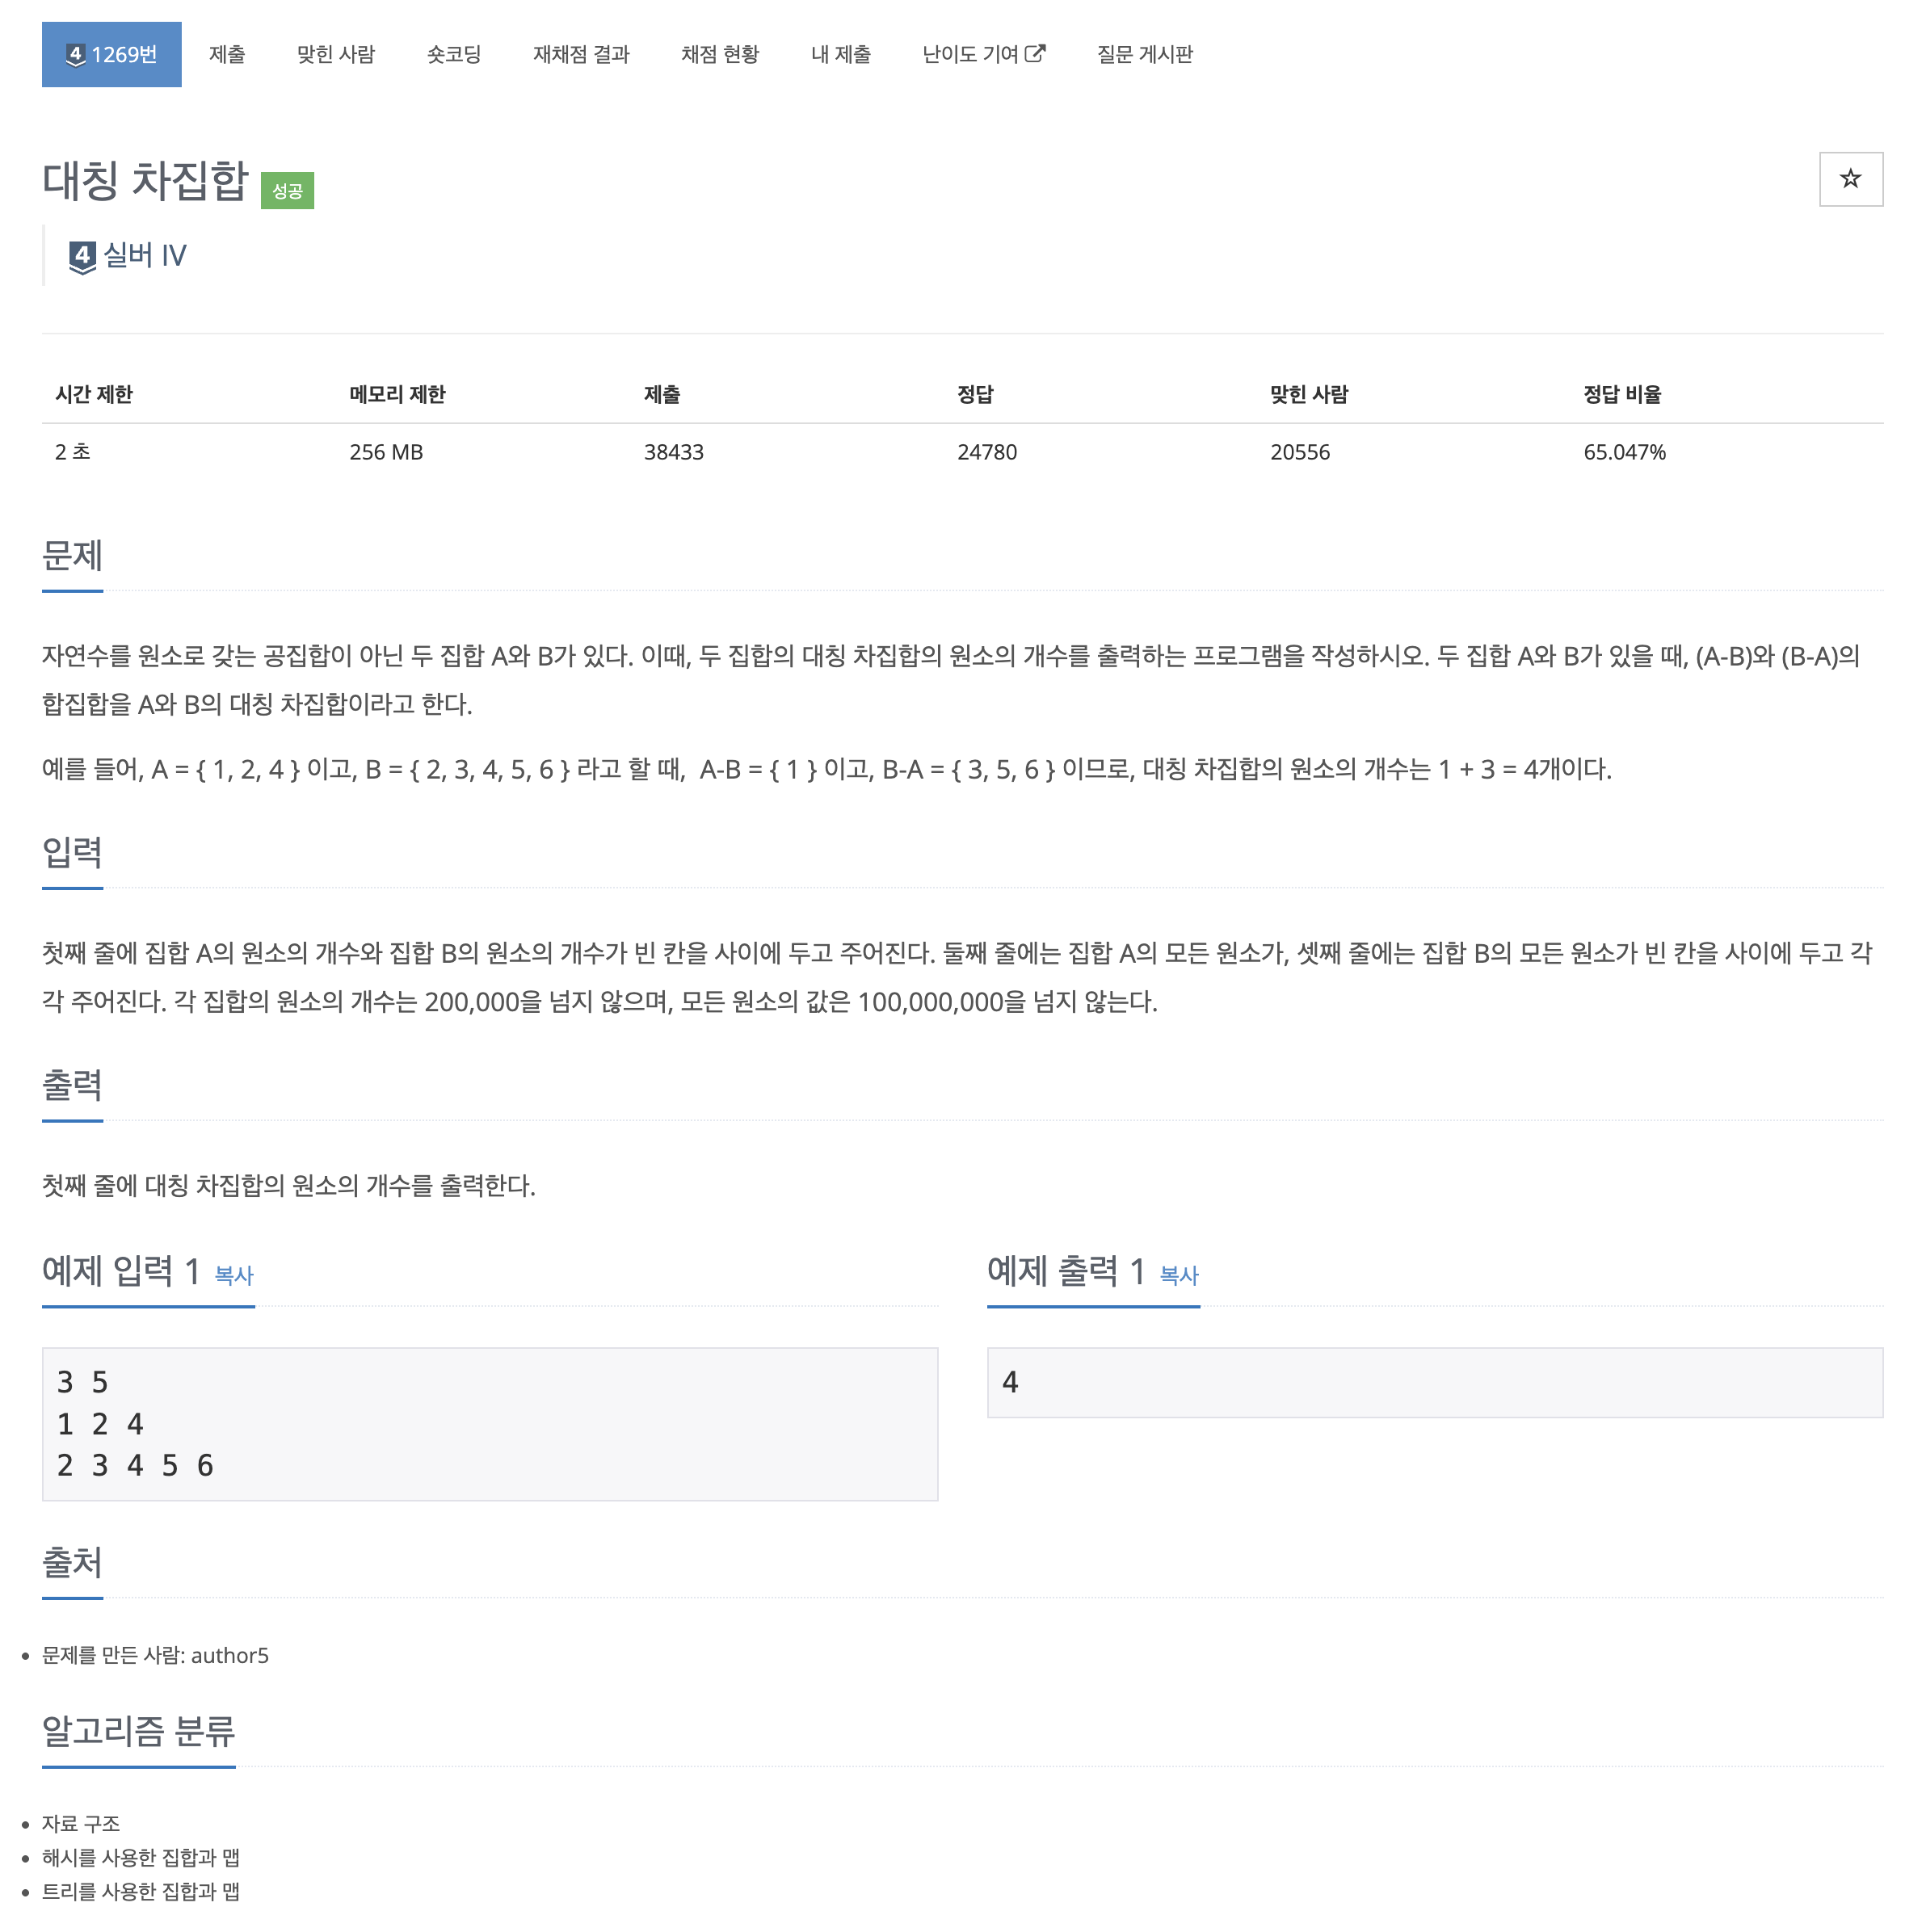 4 1269번 제출 맞힌 사람 숏코딩 재채점 결과 채점 현황 내 제출 난이도 기여 질문 게시판
대칭 차집합 성공
4 실버 IV
시간 제한 메모리 제한 제출 정답 맞힌 사람 정답 비율
2 초 256 MB 38433 24780 20556 65.047%
문제
자연수를 원소로 갖는 공집합이 아닌 두 집합 A와 B가 있다. 이때, 두 집합의 대칭 차집합의 원소의 개수를 출력하는 프로그램을 작성하시오. 두 집합 A와 B가 있을 때, (A-B)와 (B-A)의
합집합을 A와 B의 대칭 차집합이라고 한다.
예를 들어, A = { 1, 2, 4 } 이고, B = { 2, 3, 4, 5, 6 } 라고 할 때,  A-B = { 1 } 이고, B-A = { 3, 5, 6 } 이므로, 대칭 차집합의 원소의 개수는 1 + 3 = 4개이다.
입력
첫째 줄에 집합 A의 원소의 개수와 집합 B의 원소의 개수가 빈 칸을 사이에 두고 주어진다. 둘째 줄에는 집합 A의 모든 원소가, 셋째 줄에는 집합 B의 모든 원소가 빈 칸을 사이에 두고 각
각 주어진다. 각 집합의 원소의 개수는 200,000을 넘지 않으며, 모든 원소의 값은 100,000,000을 넘지 않는다.
출력
첫째 줄에 대칭 차집합의 원소의 개수를 출력한다.
예제 입력 1 복사
3 5
1 2 4
2 3 4 5 6
예제 출력 1 복사
4
출처
문제를 만든 사람: author5
알고리즘 분류
자료 구조
해시를 사용한 집합과 맵
트리를 사용한 집합과 맵